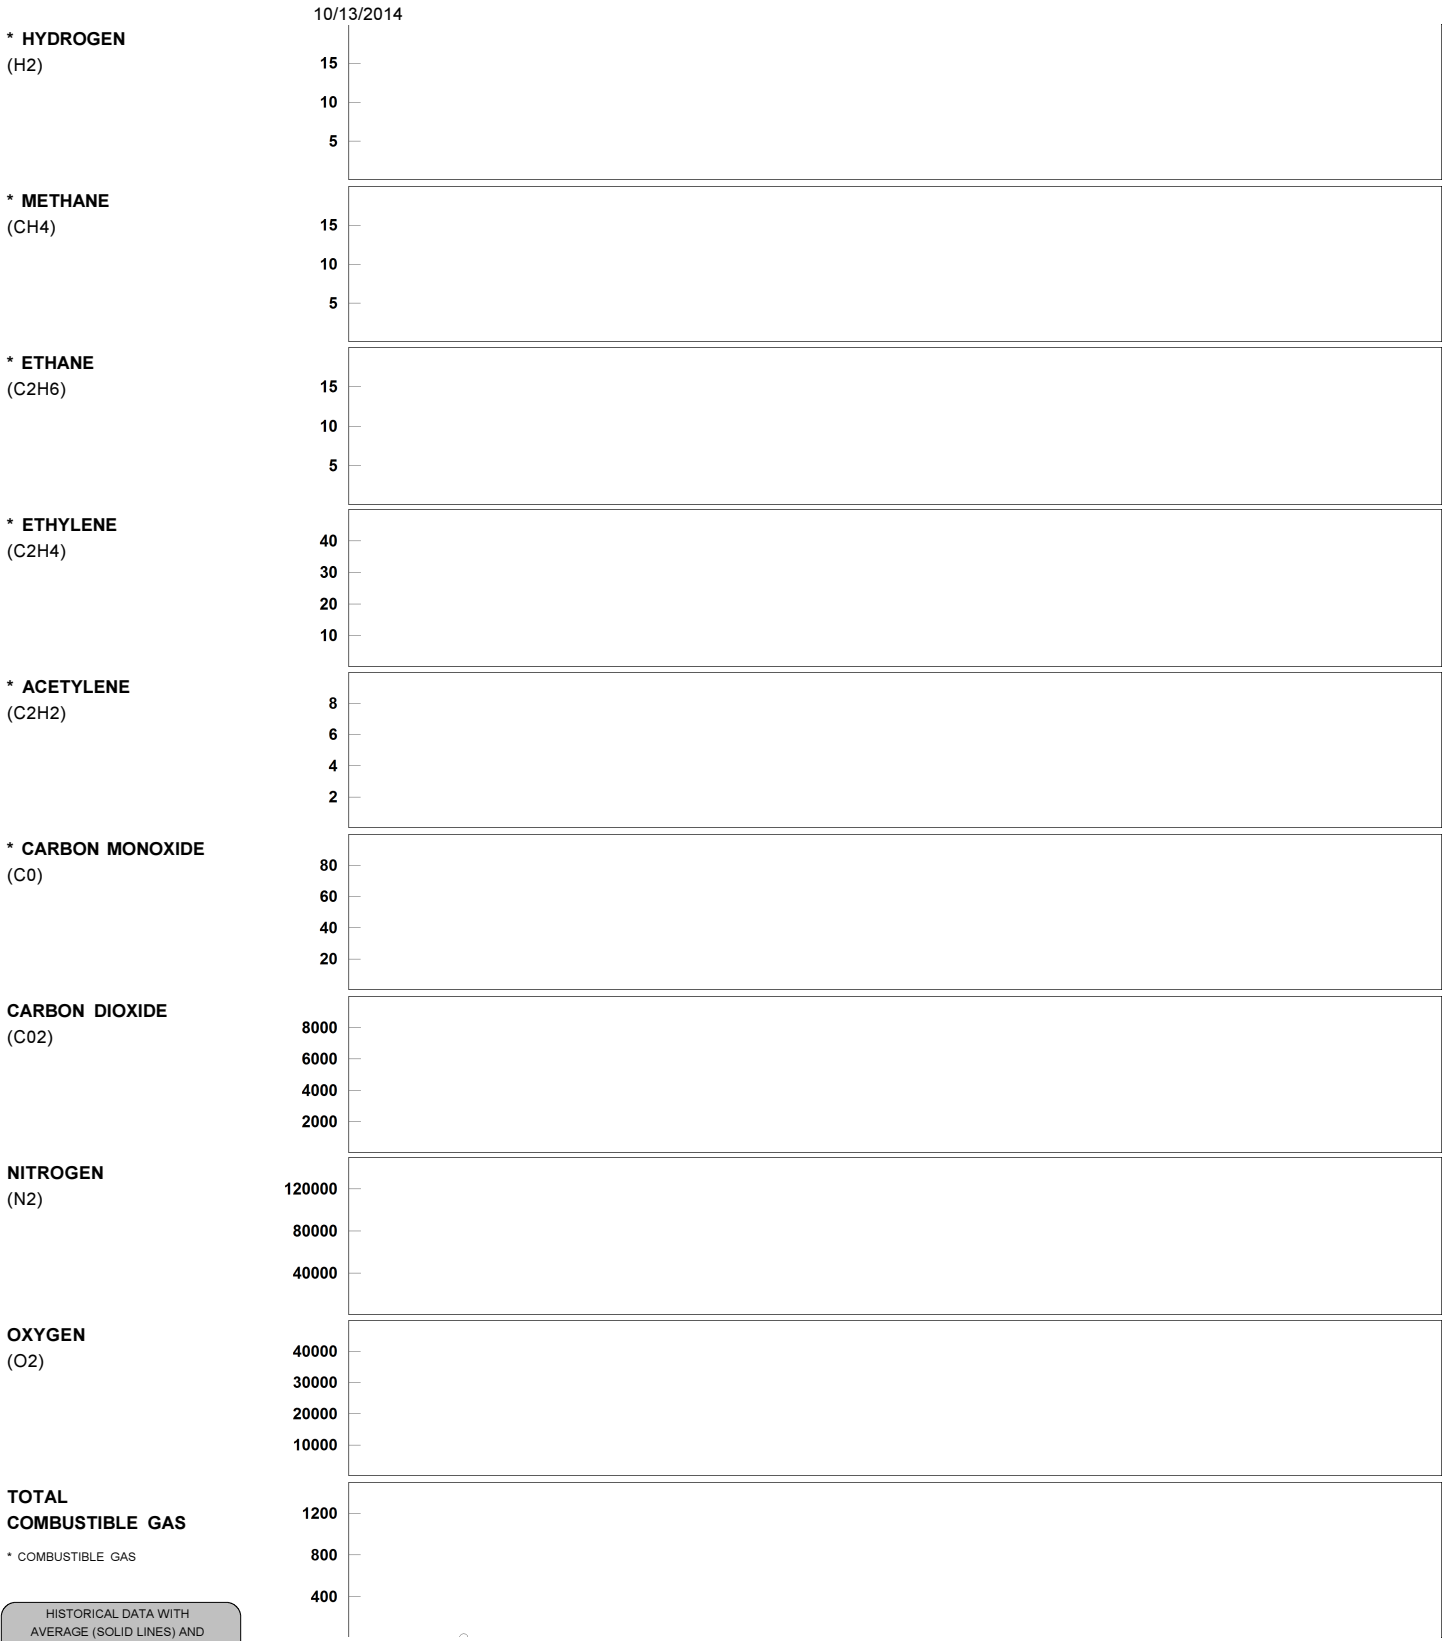 10/13/2014
* HYDROGEN
(H2)
15
10
5
* METHANE
(CH4)
15
10
5
* ETHANE
(C2H6)
15
10
5
* ETHYLENE
(C2H4)
40
30
20
10
* ACETYLENE
(C2H2)
8
6
4
2
* CARBON MONOXIDE
(C0)
80
60
40
20
CARBON DIOXIDE
(C02)
8000
6000
4000
2000
NITROGEN
(N2)
120000
80000
40000
OXYGEN
(O2)
40000
30000
20000
10000
TOTAL
COMBUSTIBLE GAS
* COMBUSTIBLE GAS
1200
800
400
HISTORICAL DATA WITH
AVERAGE (SOLID LINES) AND